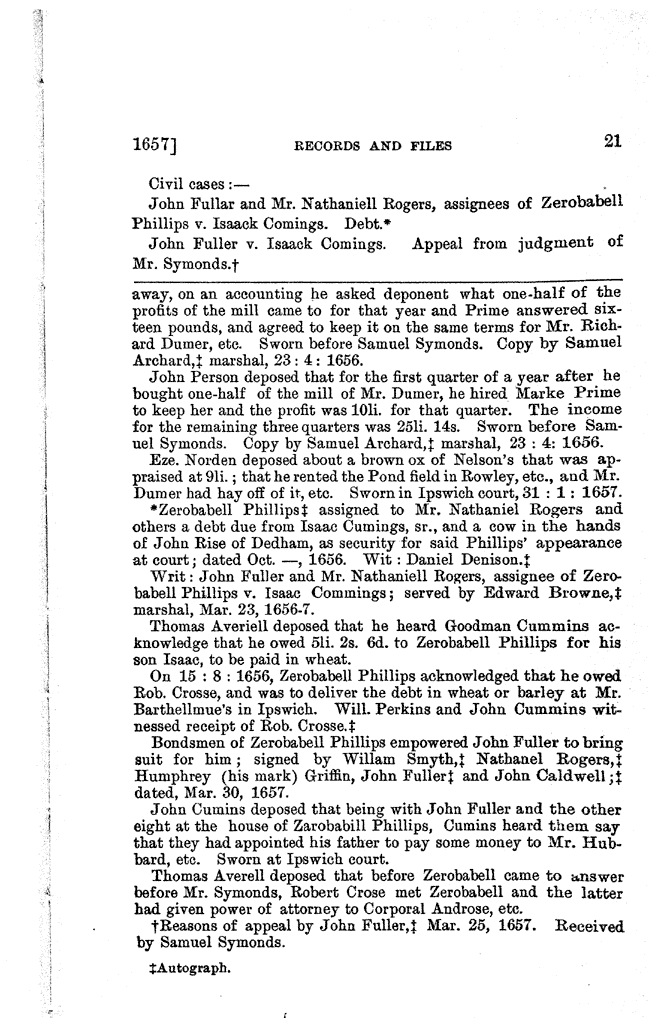 1657] RECORDS AND FILES 21
Civil cases :—
John Fullar and Mr. Nathaniell Rogers, assignees of Zerobabell
Phillips v. Isaack Comings. Debt.*
John Fuller v. Isaack Comings. Appeal from judgment of
Mr. Symonds.†
away, on an accounting he asked deponent what one-half of the
profits of the mill came to for that year and Prime answered six-
teen pounds, and agreed to keep it on the same terms for Mr. Rich-
ard Dumer, etc. Sworn before Samuel Symonds. Copy by Samuel
Archard,‡ marshal, 23 : 4 : 1656.
John Person deposed that for the first quarter of a year after he
bought one-half of the mill of Mr. Dumer, he hired Marke Prime
to keep her and the profit was 10li. for that quarter. The income
for the remaining three quarters was 25li. 14s. Sworn before Sam-
uel Symonds. Copy by Samuel Archard,‡ marshal, 23 : 4: 1656.
Eze. Norden deposed about a brown ox of Nelson's that was ap-
praised at 9li. ; that he rented the Pond field in Rowley, etc., and Mr.
Dumer had hay off of it, etc. Sworn in Ipswich court, 31 : 1 : 1657.
*Zerobabell Phillips‡ assigned to Mr. Nathaniel Rogers and
others a debt due from Isaac Cumings, sr., and a cow in the hands
of John Rise of Dedham, as security for said Phillips' appearance
at court ; dated Oct. —, 1656. Wit : Daniel Denison.‡
Writ : John Fuller and Mr. Nathaniell Rogers, assignee of Zero-
babell Phillips v. Isaac Commings ; served by Edward Browne,‡
marshal, Mar. 23, 1656-7.
Thomas Averiell deposed that he heard Goodman Cummins ac-
knowledge that he owed 5li. 2s. 6d. to Zerobabell Phillips for his
son Isaac, to be paid in wheat.
On 15 : 8 : 1656, Zerobabell Phillips acknowledged that he owed
Rob. Crosse, and was to deliver the debt in wheat or barley at Mr.
Barthellmue's in Ipswich. Will. Perkins and John Cummins wit-
nessed receipt of Rob. Crosse.‡
Bondsmen of Zerobabell Phillips empowered John Fuller to bring
suit for him ; signed by Willam Smyth,‡ Nathanel Rogers,‡
Humphrey (his mark) Griffin, John Fuller‡ and John Caldwell ;‡
dated, Mar. 30, 1657.
John Cumins deposed that being with John Fuller and the other
eight at the house of Zarobabill Phillips, Cumins heard them say
that they had appointed his father to pay some money to Mr. Hub-
bard, etc. Sworn at Ipswich court.
Thomas Averell deposed that before Zerobabell came to answer
before Mr. Symonds, Robert Crose met Zerobabell and the latter
had given power of attorney to Corporal Androse, etc.
†Reasons of appeal by John Fuller,‡ Mar. 25, 1657. Received
by Samuel Symonds.
‡Autograph.